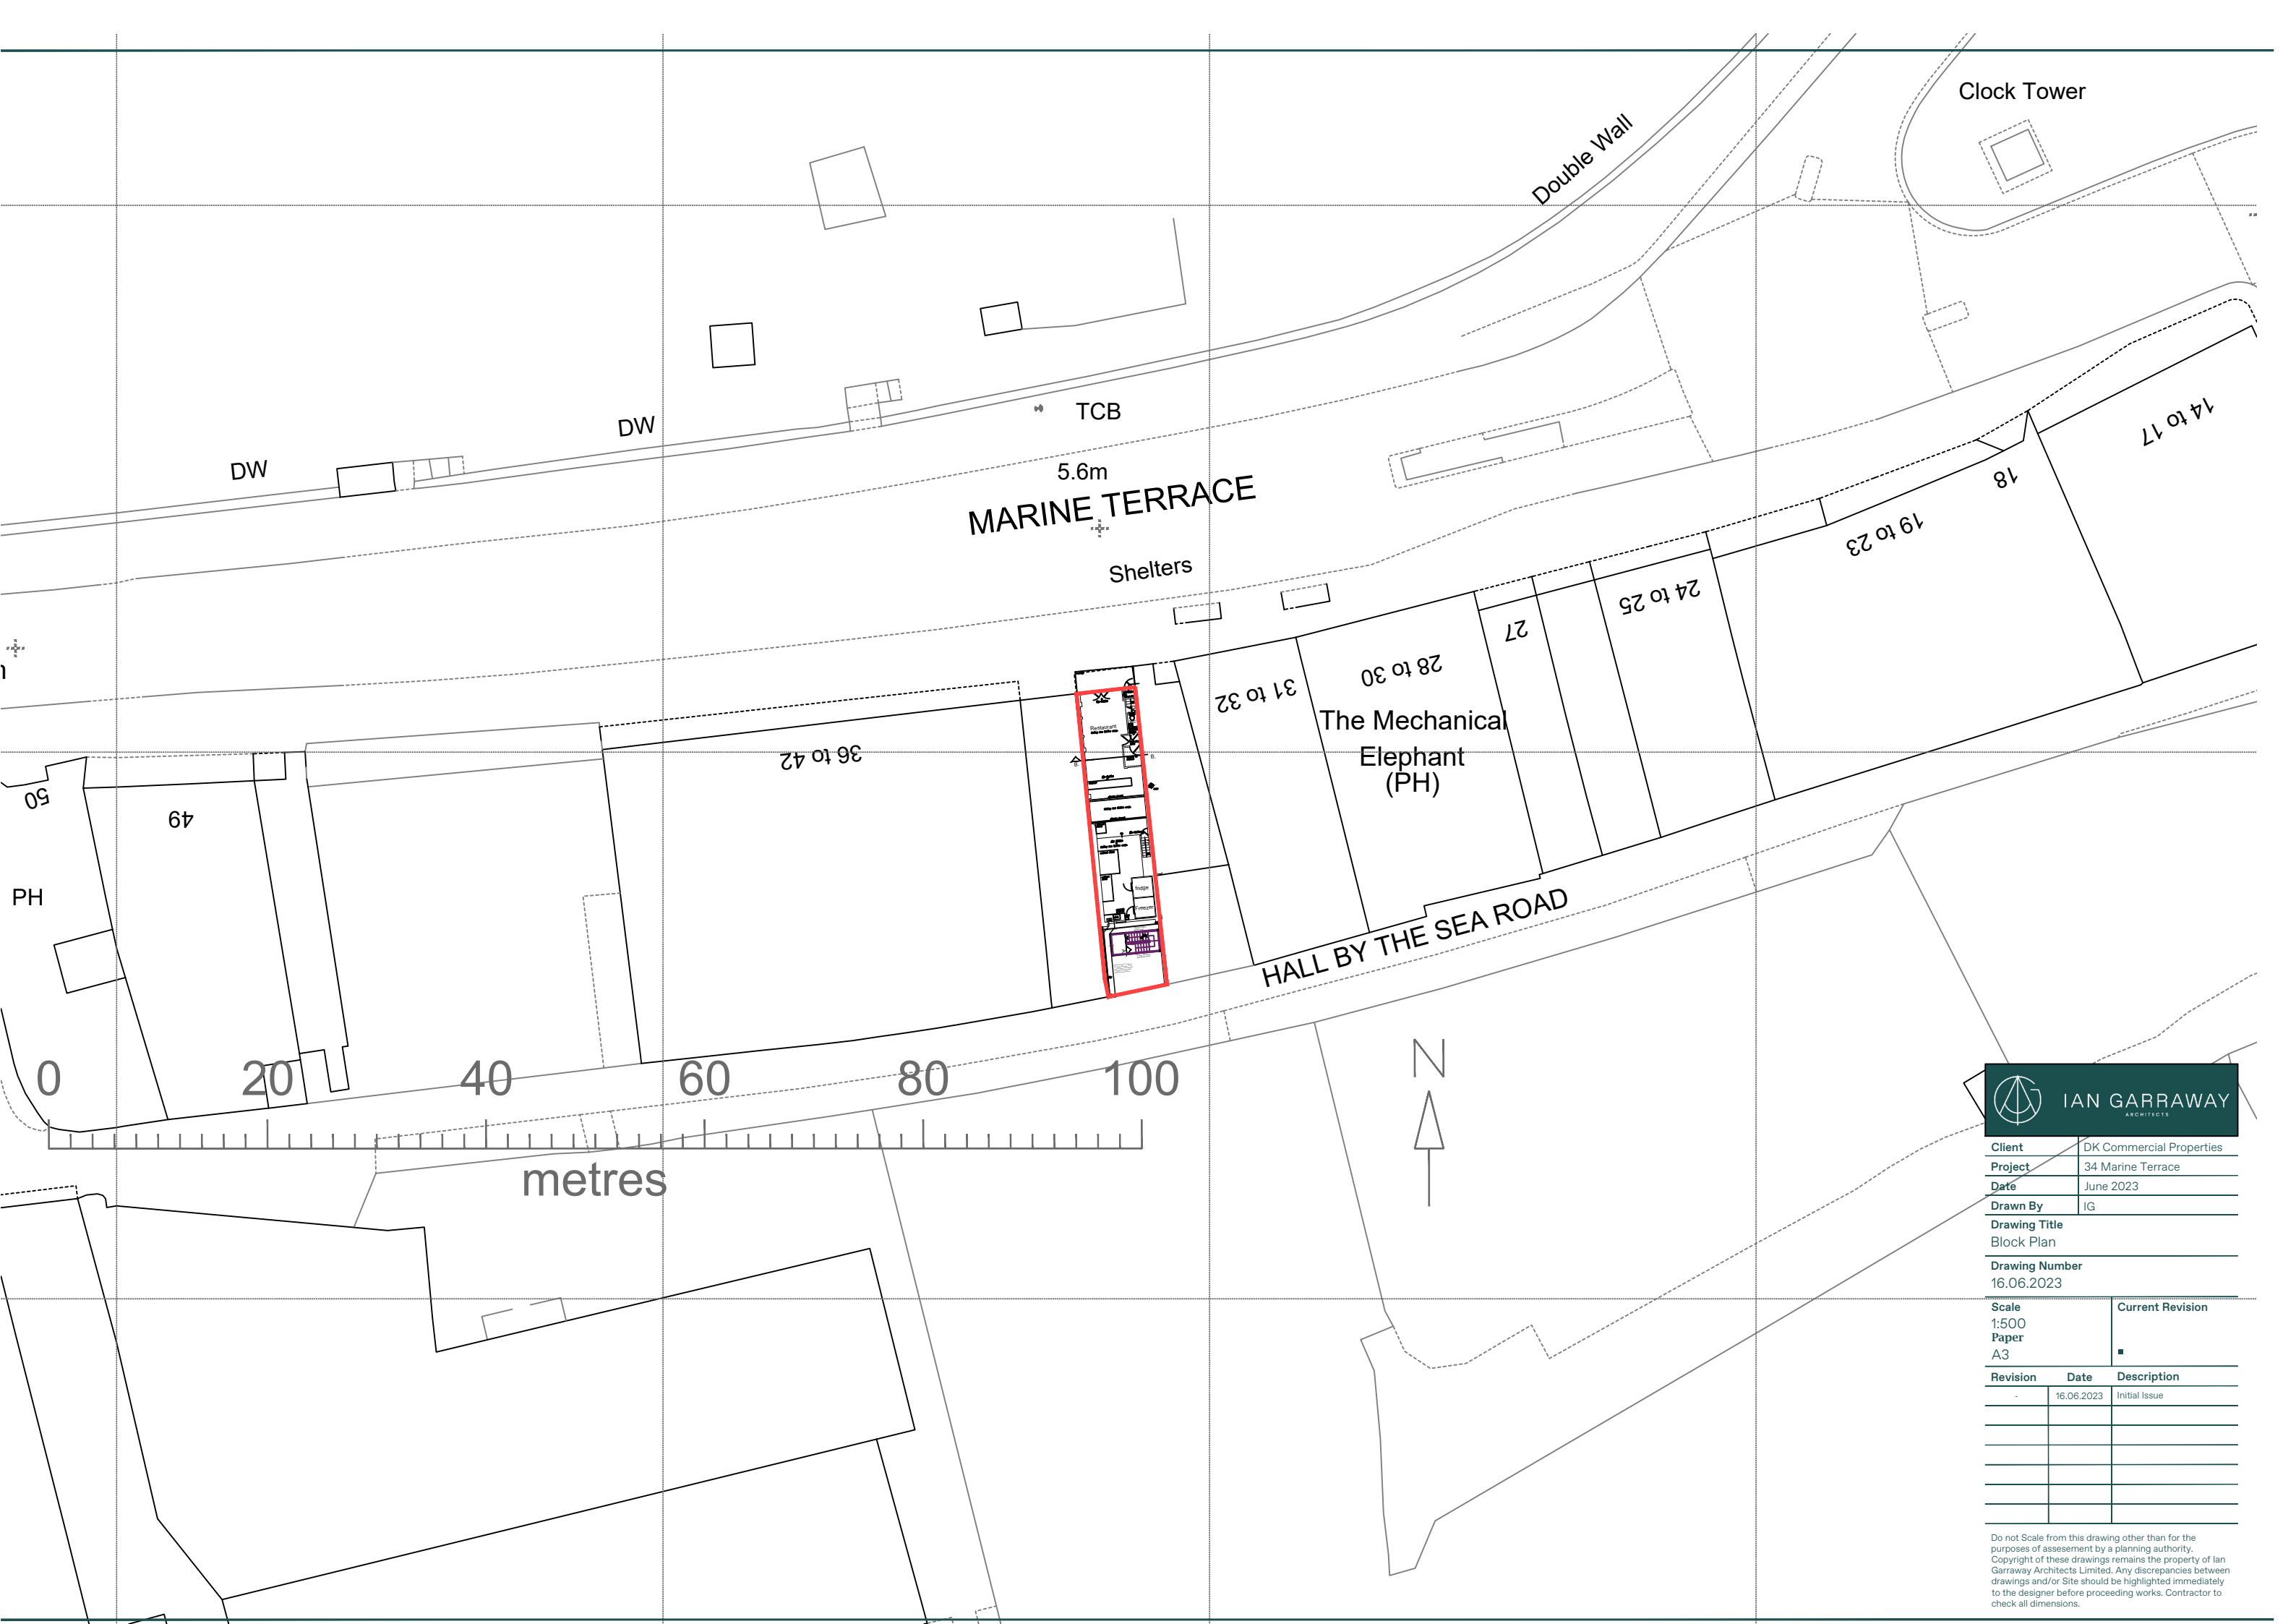 Clock Tower
Double Wall
TCB
DW
DW
5.6m
MARINE TERRACE
Shelters
14 to 17
18
19 to 23
24 to 25
27
28 to 30
31 to 32
The Mechanical
Elephant
(PH)
36 to 42
Restaurant
B.
B.
fridge
Freezer
49
50
PH
HALL BY THE SEA ROAD
0 20 40 60 80 100
metres
N
IAN GARRAWAY
ARCHITECTS
Client DK Commercial Properties
Project 34 Marine Terrace
Date June 2023
Drawn By IG
Drawing Title
Block Plan
Drawing Number
16.06.2023
Scale Current Revision
1:500
Paper
A3
Revision Date Description
- 16.06.2023 Initial Issue
Do not Scale from this drawing other than for the
purposes of assesement by a planning authority.
Copyright of these drawings remains the property of Ian
Garraway Architects Limited. Any discrepancies between
drawings and/or Site should be highlighted immediately
to the designer before proceeding works. Contractor to
check all dimensions.